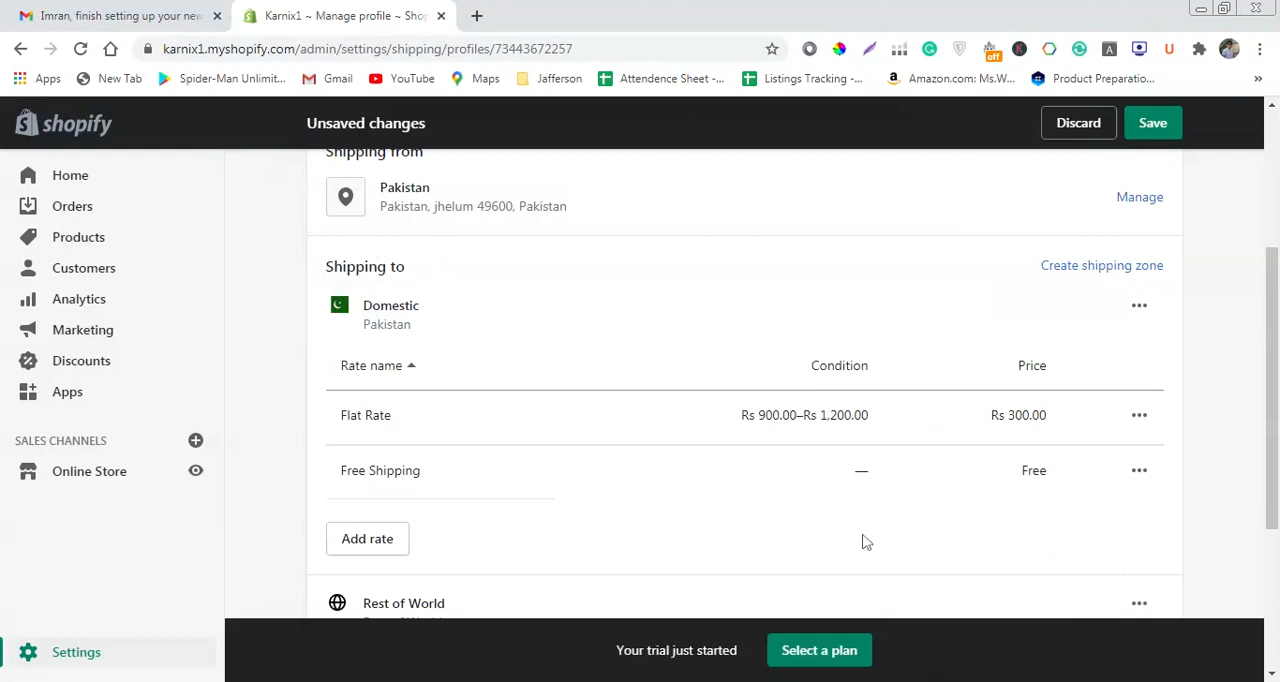 Imran, finish setting up your new
Karnix1 ~ Manage profile ~ Shop
karnix1.myshopify.com/admin/settings/shipping/profiles/73443672257
off
Apps
New Tab
Spider-Man Unlimit...
Gmail
YouTube
Maps
Jafferson
Attendence Sheet -...
Listings Tracking -...
Amazon.com: Ms.W...
Product Preparatio...
shopify
Unsaved changes
Discard
Save
Home
Orders
Products
Customers
Analytics
Marketing
Discounts
Apps
SALES CHANNELS
Online Store
Settings
Shipping from
Pakistan
Pakistan, jhelum 49600, Pakistan
Manage
Shipping to
Create shipping zone
Domestic
Pakistan
Rate name Condition Price
Flat Rate Rs 900.00–Rs 1,200.00 Rs 300.00
Free Shipping — Free
Add rate
Rest of World
Your trial just started
Select a plan